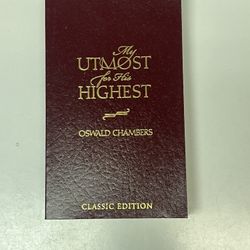 My
UTMOST
for His
HIGHEST
OSWALD CHAMBERS
CLASSIC EDITION